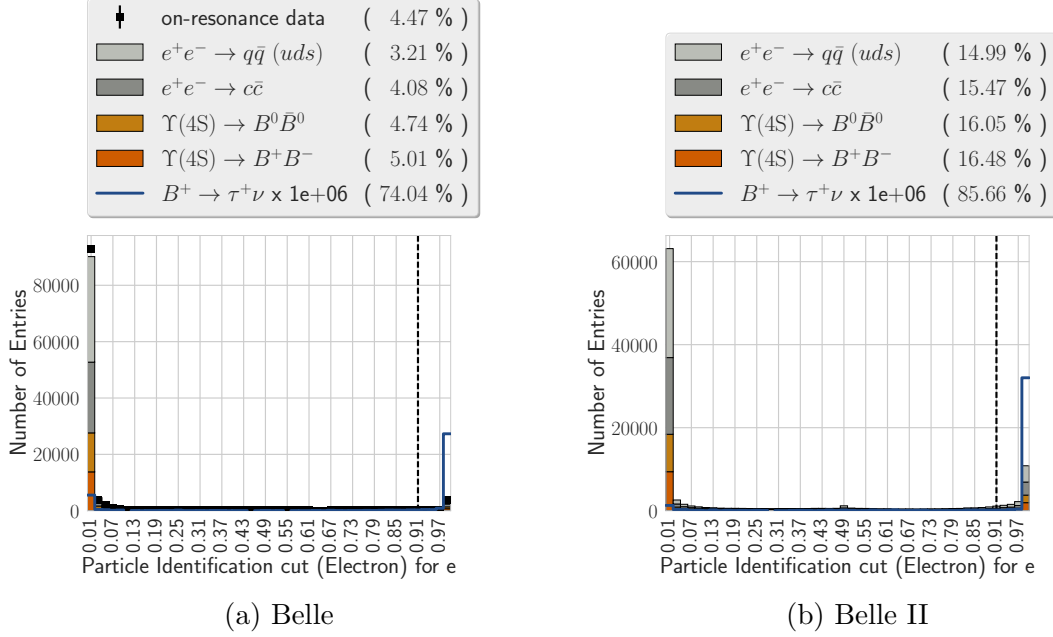 on-resonance data ( 4.47 % )
e⁺e⁻ → qq̄ (uds) ( 3.21 % )
e⁺e⁻ → cc̄ ( 4.08 % )
Υ(4S) → B⁰B̄⁰ ( 4.74 % )
Υ(4S) → B⁺B⁻ ( 5.01 % )
B⁺ → τ⁺ν x 1e+06 ( 74.04 % )
80000
60000
40000
20000
0
Number of Entries
0.01 0.07 0.13 0.19 0.25 0.31 0.37 0.43 0.49 0.55 0.61 0.67 0.73 0.79 0.85 0.91 0.97
Particle Identification cut (Electron) for e
(a) Belle
e⁺e⁻ → qq̄ (uds) ( 14.99 % )
e⁺e⁻ → cc̄ ( 15.47 % )
Υ(4S) → B⁰B̄⁰ ( 16.05 % )
Υ(4S) → B⁺B⁻ ( 16.48 % )
B⁺ → τ⁺ν x 1e+06 ( 85.66 % )
60000
40000
20000
0
Number of Entries
0.01 0.07 0.13 0.19 0.25 0.31 0.37 0.43 0.49 0.55 0.61 0.67 0.73 0.79 0.85 0.91 0.97
Particle Identification cut (Electron) for e
(b) Belle II